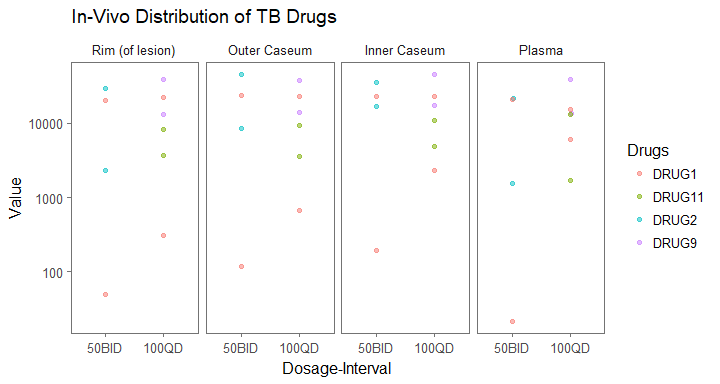 In-Vivo Distribution of TB Drugs
Rim (of lesion) Outer Caseum Inner Caseum Plasma
10000
1000
100
Value
50BID 100QD 50BID 100QD 50BID 100QD 50BID 100QD
Dosage-Interval
Drugs
DRUG1
DRUG11
DRUG2
DRUG9